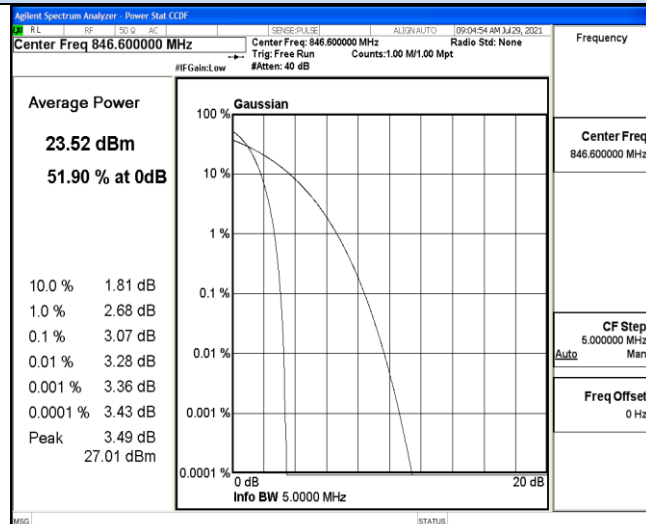 Agilent Spectrum Analyzer - Power Stat CCDF
RL RF 50 Ω AC SENSE:PULSE ALIGN AUTO 09:04:54 AM Jul 29, 2021
Center Freq 846.600000 MHz
Center Freq: 846.600000 MHz Radio Std: None
Trig: Free Run Counts:1.00 M/1.00 Mpt
#IFGain:Low #Atten: 40 dB
Frequency
Average Power
23.52 dBm
51.90 % at 0dB
10.0 % 1.81 dB
1.0 % 2.68 dB
0.1 % 3.07 dB
0.01 % 3.28 dB
0.001 % 3.36 dB
0.0001 % 3.43 dB
Peak 3.49 dB
27.01 dBm
Gaussian
100 %
10 %
1 %
0.1 %
0.01 %
0.001 %
0.0001 %
0 dB 20 dB
Info BW 5.0000 MHz
Center Freq
846.600000 MHz
CF Step
5.000000 MHz
Auto Man
Freq Offset
0 Hz
MSG STATUS